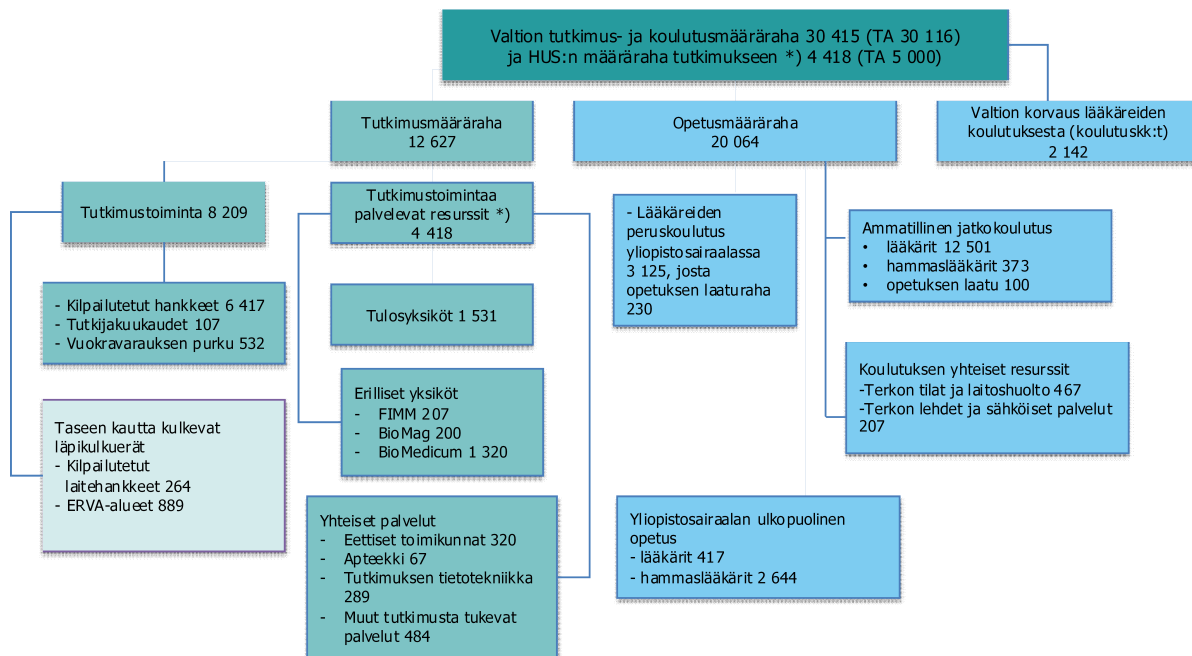 Valtion tutkimus- ja koulutusmääräraha 30 415 (TA 30 116)
ja HUS:n määräraha tutkimukseen *) 4 418 (TA 5 000)
Tutkimusmääräraha
12 627
Opetusmääräraha
20 064
Valtion korvaus lääkäreiden
koulutuksesta (koulutuskk:t)
2 142
Tutkimustoiminta 8 209
Tutkimustoimintaa
palvelevat resurssit *)
4 418
- Lääkäreiden
peruskoulutus
yliopistosairaalassa
3 125, josta
opetuksen laaturaha
230
Ammatillinen jatkokoulutus
• lääkärit 12 501
• hammaslääkärit 373
• opetuksen laatu 100
- Kilpailutetut hankkeet 6 417
- Tutkijakuukaudet 107
- Vuokravarauksen purku 532
Tulosyksiköt 1 531
Koulutuksen yhteiset resurssit
-Terkon tilat ja laitoshuolto 467
-Terkon lehdet ja sähköiset palvelut
207
Erilliset yksiköt
- FIMM 207
- BioMag 200
- BioMedicum 1 320
Taseen kautta kulkevat
läpikulkuerät
- Kilpailutetut
laitehankkeet 264
- ERVA-alueet 889
Yhteiset palvelut
- Eettiset toimikunnat 320
- Apteekki 67
- Tutkimuksen tietotekniikka
289
- Muut tutkimusta tukevat
palvelut 484
Yliopistosairaalan ulkopuolinen
opetus
- lääkärit 417
- hammaslääkärit 2 644